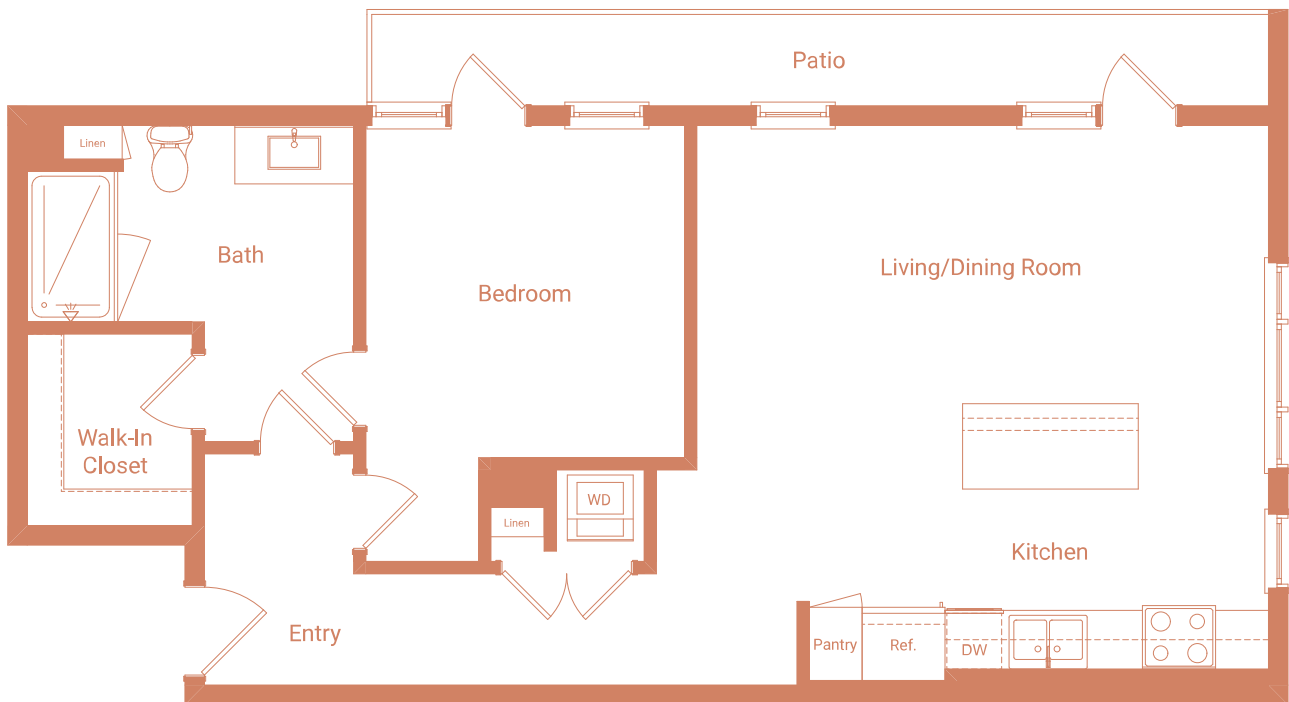 Patio
Linen
Bath
Living/Dining Room
Bedroom
Walk-In
Closet
WD
Linen
Kitchen
Entry
Pantry
Ref.
DW